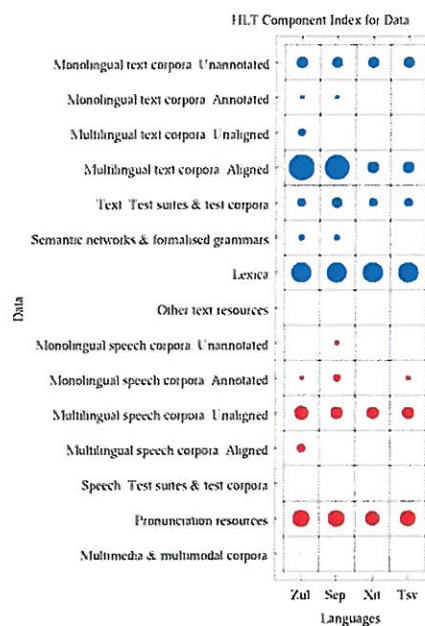 HLT Component Index for Data
Monolingual text corpora Unannotated
Monolingual text corpora Annotated
Multilingual text corpora Unaligned
Multilingual text corpora Aligned
Text Test suites & test corpora
Semantic networks & formalised grammars
Lexica
Other text resources
Monolingual speech corpora Unannotated
Monolingual speech corpora Annotated
Multilingual speech corpora Unaligned
Multilingual speech corpora Aligned
Speech Test suites & test corpora
Pronunciation resources
Multimedia & multimodal corpora
Data
Zul Sep Xit Tsv
Languages